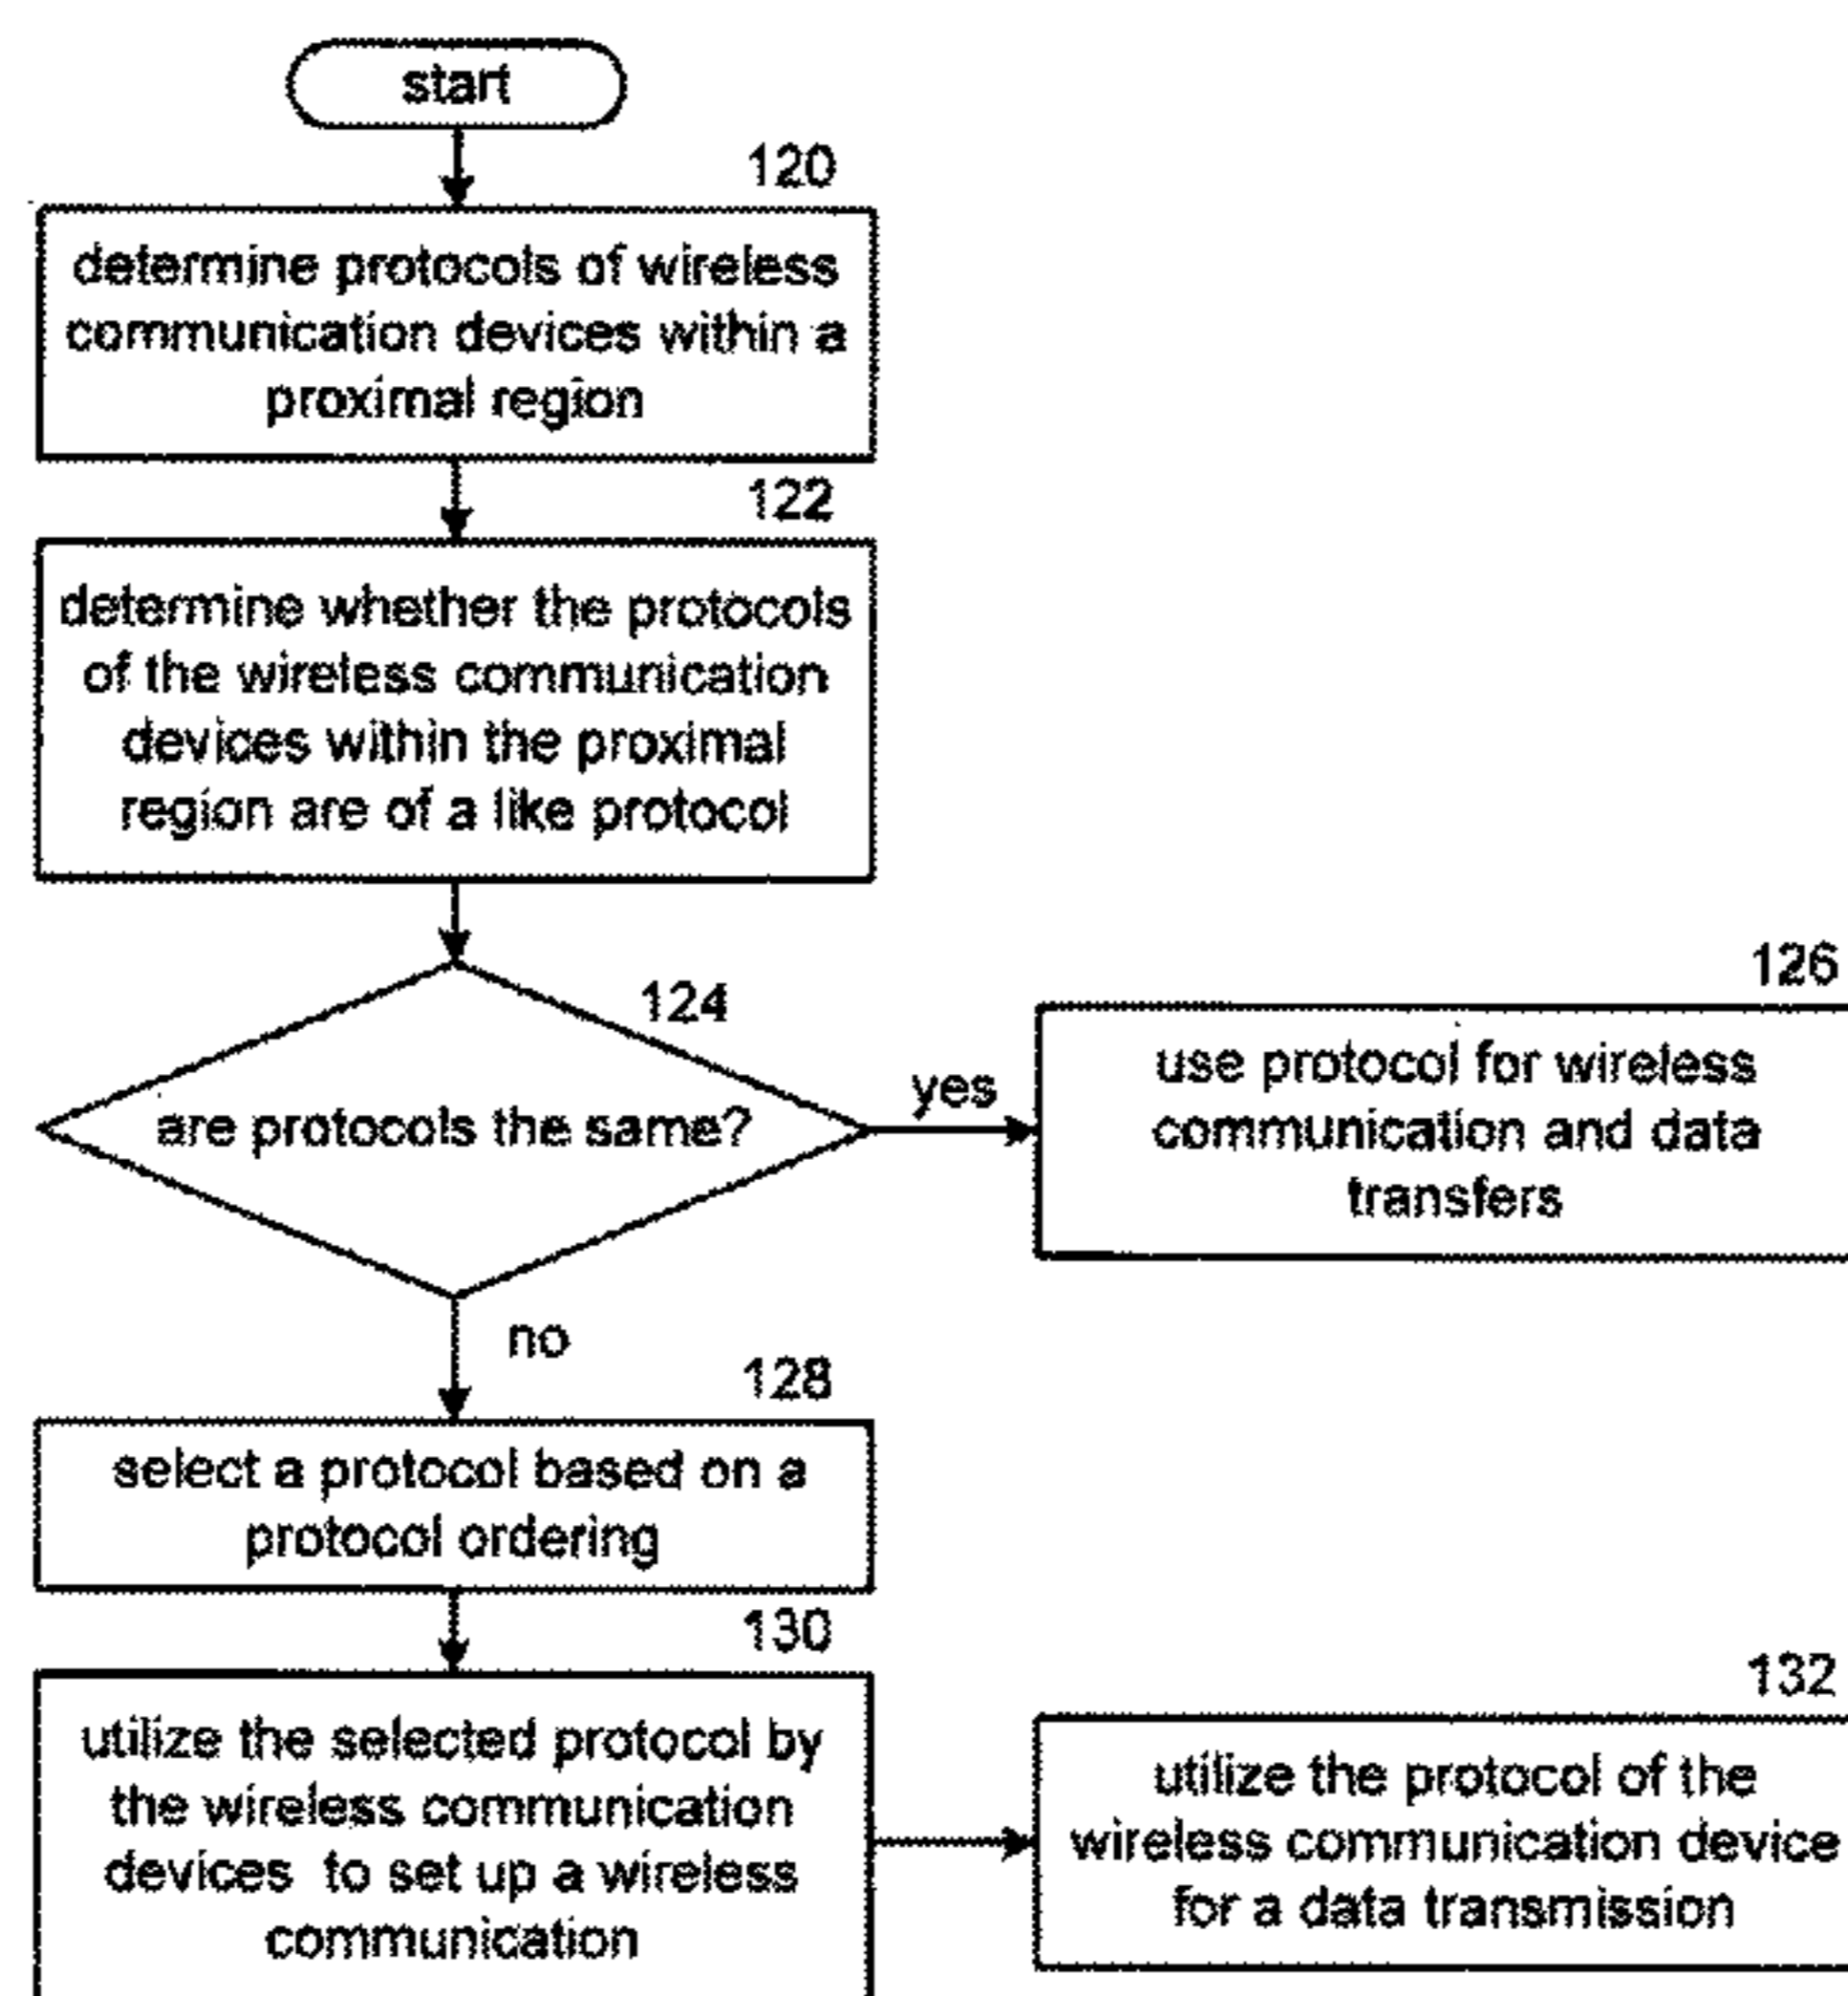 start
120
determine protocols of wireless
communication devices within a
proximal region
122
determine whether the protocols
of the wireless communication
devices within the proximal
region are of a like protocol
124
are protocols the same?
yes
126
use protocol for wireless
communication and data
transfers
no
128
select a protocol based on a
protocol ordering
130
utilize the selected protocol by
the wireless communication
devices to set up a wireless
communication
132
utilize the protocol of the
wireless communication device
for a data transmission